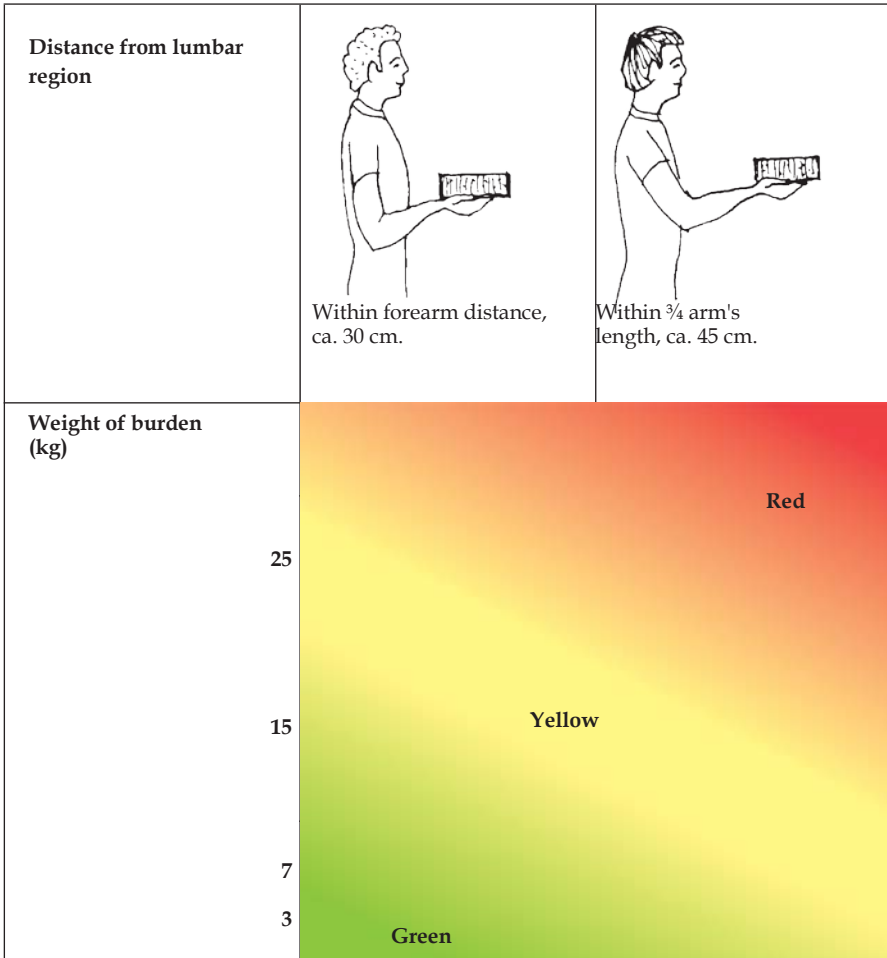 Distance from lumbar
region
Within forearm distance,
ca. 30 cm.
Within ¾ arm's
length, ca. 45 cm.
Weight of burden
(kg)
Red
25
Yellow
15
7
3
Green